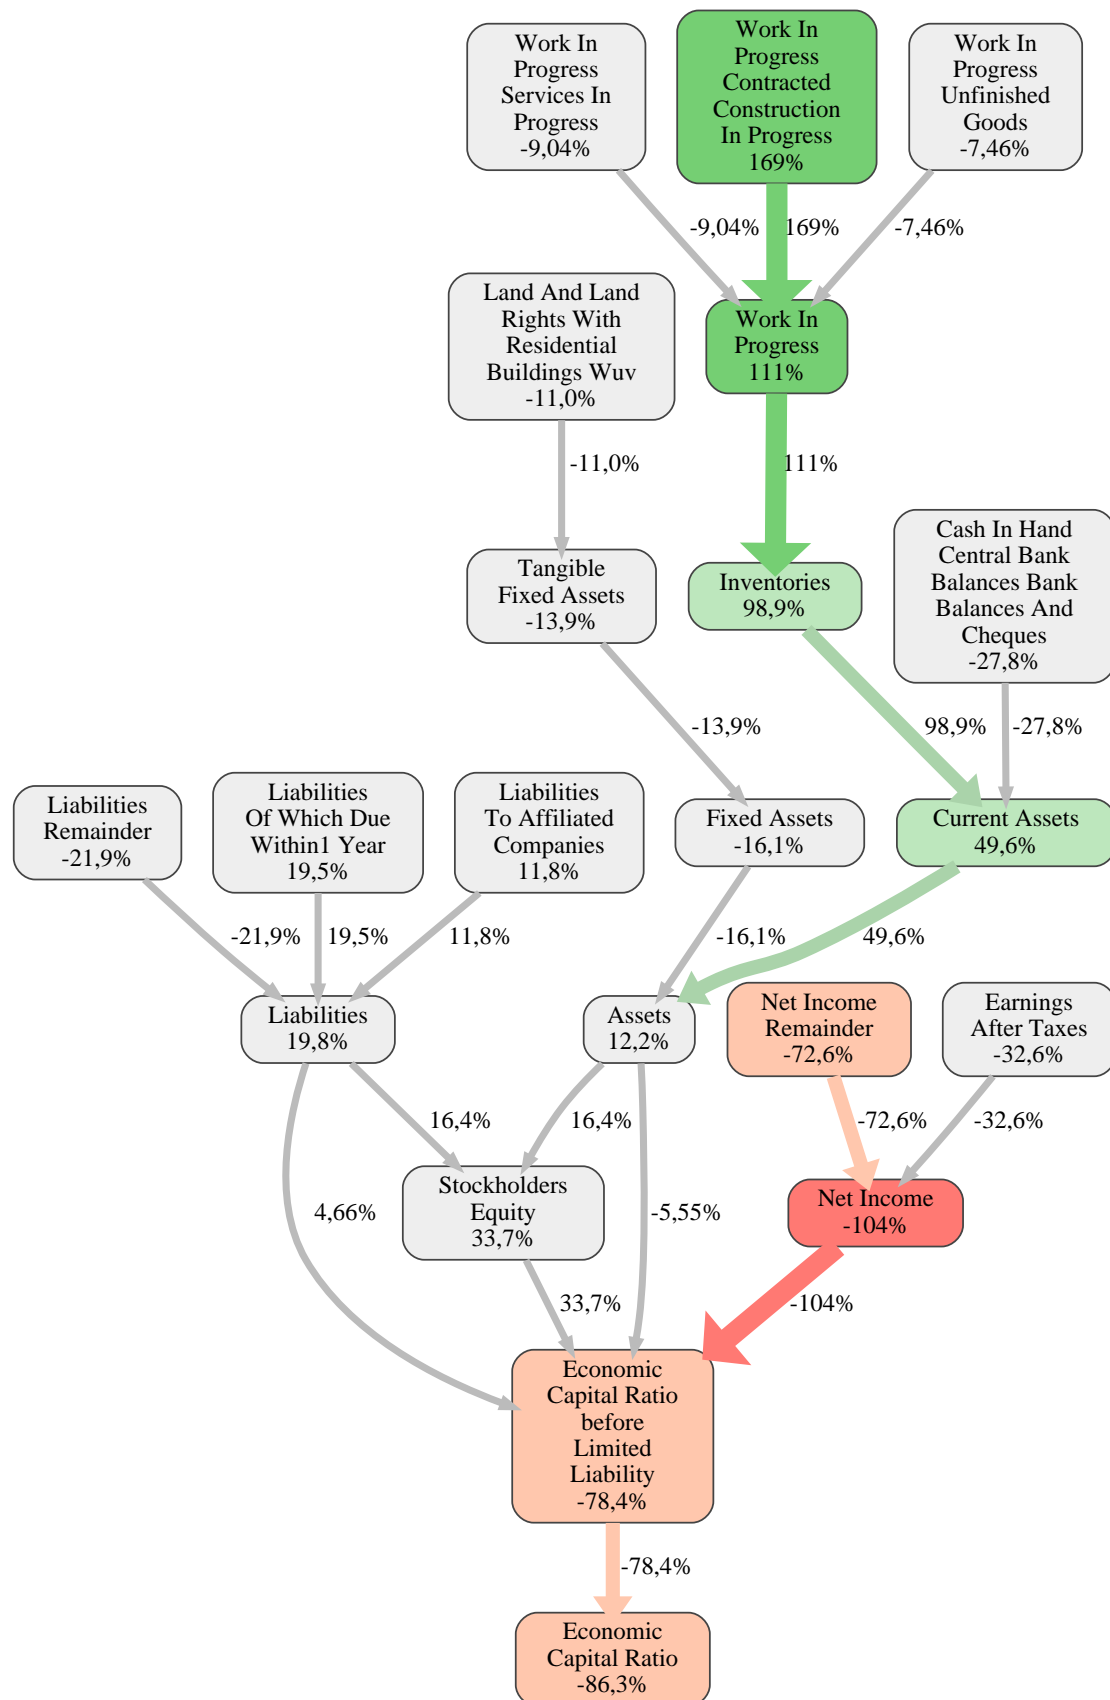 Work In
Progress
Services In
Progress
-9,04%
Work In
Progress
Contracted
Construction
In Progress
169%
Work In
Progress
Unfinished
Goods
-7,46%
-9,04%
169%
-7,46%
Land And Land
Rights With
Residential
Buildings Wuv
-11,0%
Work In
Progress
111%
-11,0%
111%
Cash In Hand
Central Bank
Balances Bank
Balances And
Cheques
-27,8%
Tangible
Fixed Assets
-13,9%
Inventories
98,9%
-13,9%
98,9%
-27,8%
Liabilities
Remainder
-21,9%
Liabilities
Of Which Due
Within1 Year
19,5%
Liabilities
To Affiliated
Companies
11,8%
Fixed Assets
-16,1%
Current Assets
49,6%
-21,9%
19,5%
11,8%
-16,1%
49,6%
Liabilities
19,8%
Assets
12,2%
Net Income
Remainder
-72,6%
Earnings
After Taxes
-32,6%
16,4%
16,4%
-72,6%
-32,6%
4,66%
Stockholders
Equity
33,7%
-5,55%
Net Income
-104%
33,7%
-104%
Economic
Capital Ratio
before
Limited
Liability
-78,4%
-78,4%
Economic
Capital Ratio
-86,3%